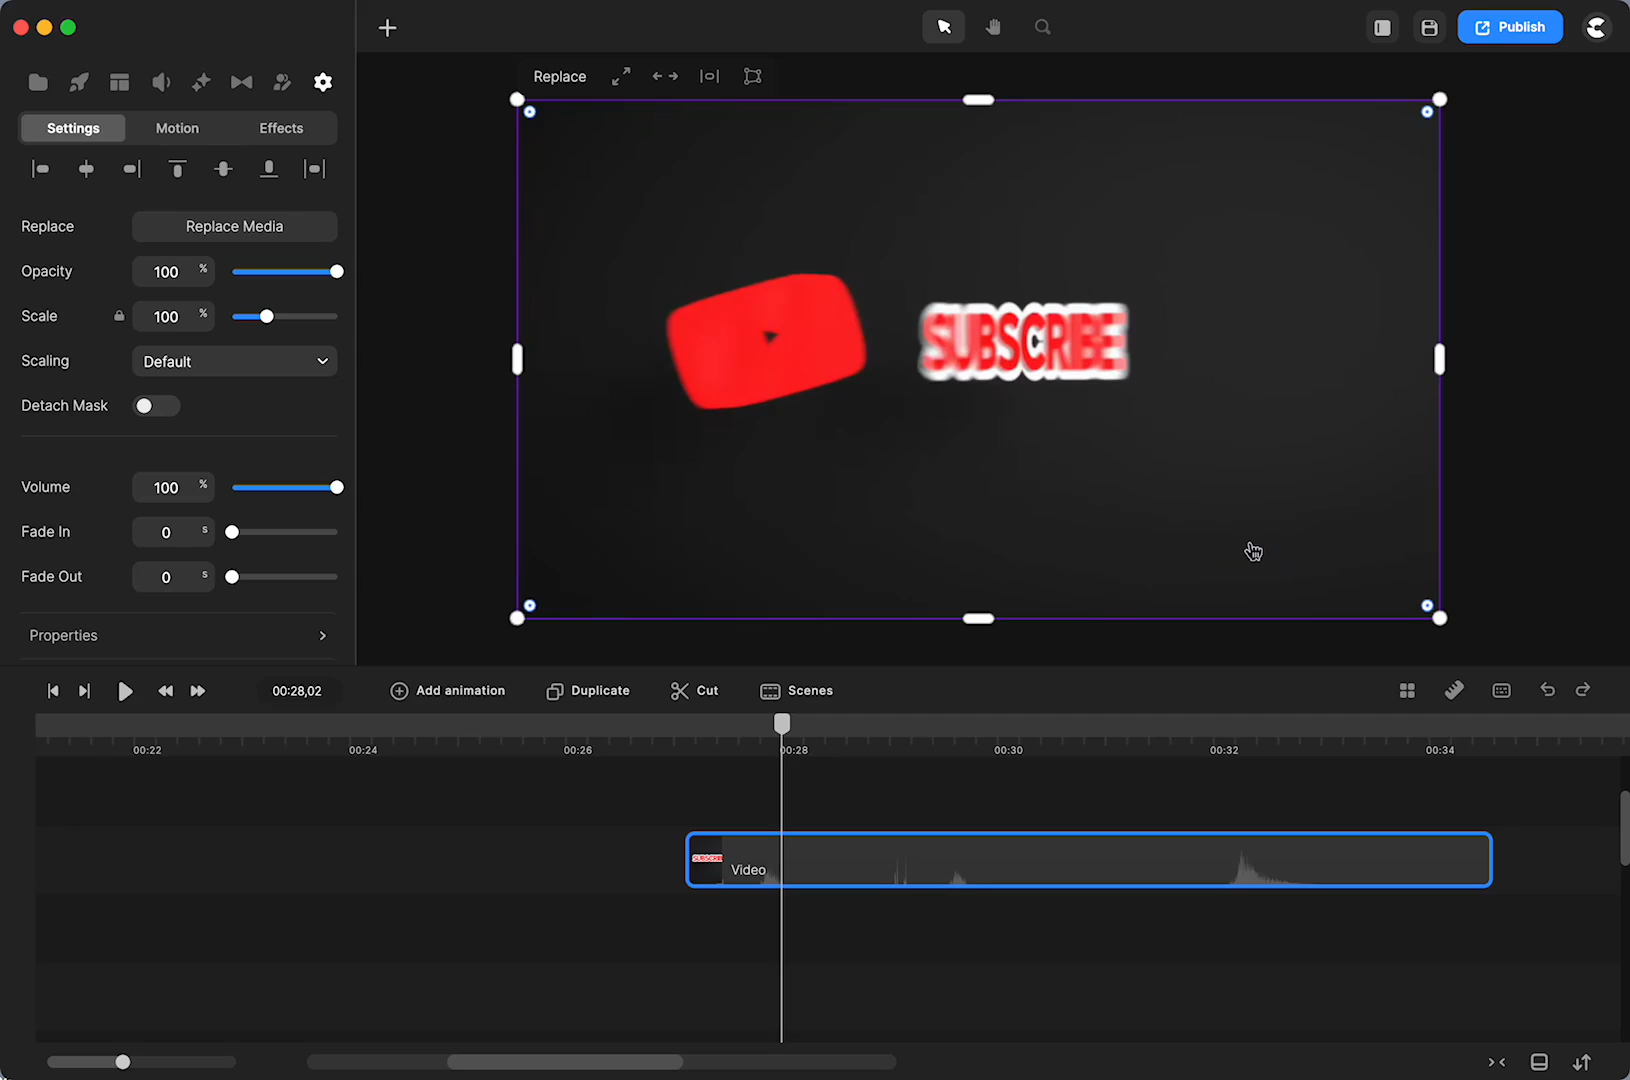 Publish
Replace
Settings Motion Effects
Replace Replace Media
Opacity 100 %
Scale 100 %
Scaling Default
Detach Mask
Volume 100 %
Fade In 0 s
Fade Out 0 s
Properties
SUBSCRIBE
00:28,02 Add animation Duplicate Cut Scenes
00:22 00:24 00:26 00:28 00:30 00:32 00:34
Video